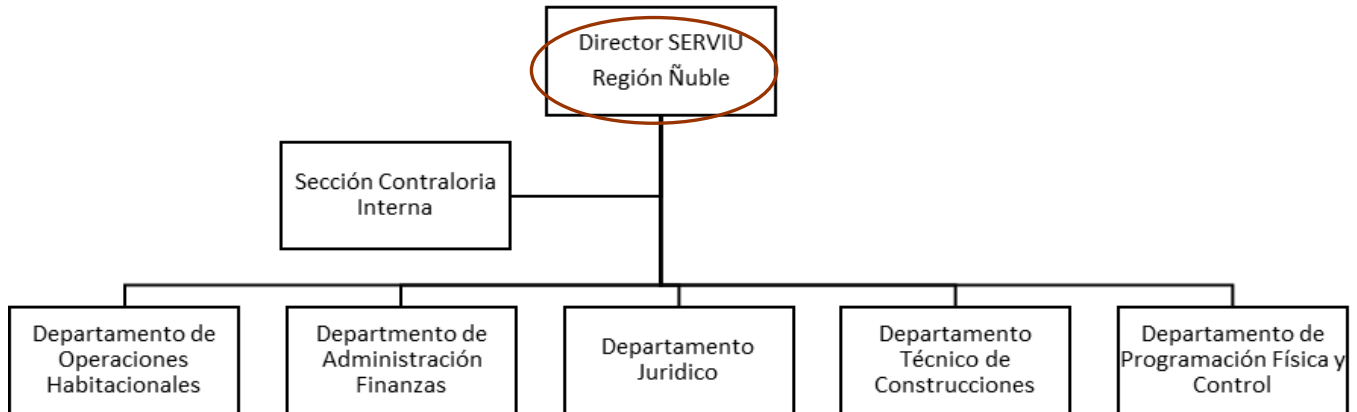 Director SERVIU
Región Ñuble
Sección Contraloria
Interna
Departamento de
Operaciones
Habitacionales
Departmento de
Administración
Finanzas
Departamento
Juridico
Departamento
Técnico de
Construcciones
Departamento de
Programación Física y
Control